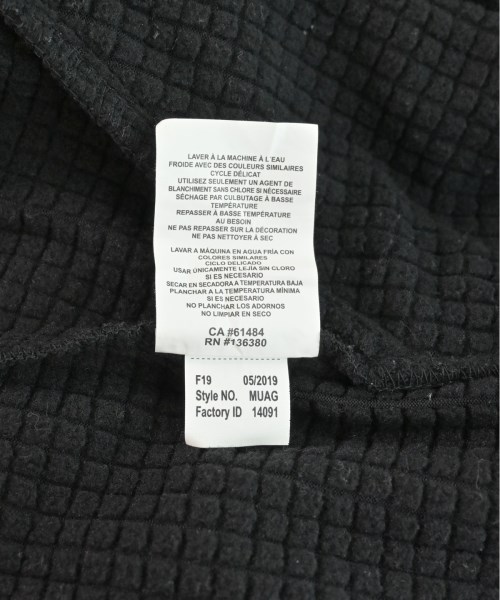 LAVER À LA MACHINE À L'EAU
FROIDE AVEC DES COULEURS SIMILAIRES
CYCLE DÉLICAT
UTILISEZ SEULEMENT UN AGENT DE
BLANCHIMENT SANS CHLORE SI NÉCESSAIRE
SÉCHAGE PAR CULBUTAGE À BASSE
TEMPÉRATURE
REPASSER À BASSE TEMPÉRATURE
AU BESOIN
NE PAS REPASSER SUR LA DÉCORATION
NE PAS NETTOYER À SEC
LAVAR A MÁQUINA EN AGUA FRÍA CON
COLORES SIMILARES
CICLO DELICADO
USAR ÚNICAMENTE LEJÍA SIN CLORO
SI ES NECESARIO
SECAR EN SECADORA A TEMPERATURA BAJA
PLANCHAR A LA TEMPERATURA MÍNIMA
SI ES NECESARIO
NO PLANCHAR LOS ADORNOS
NO LIMPIAR EN SECO
CA #61484
RN #136380
F19 05/2019
Style NO. MUAG
Factory ID 14091